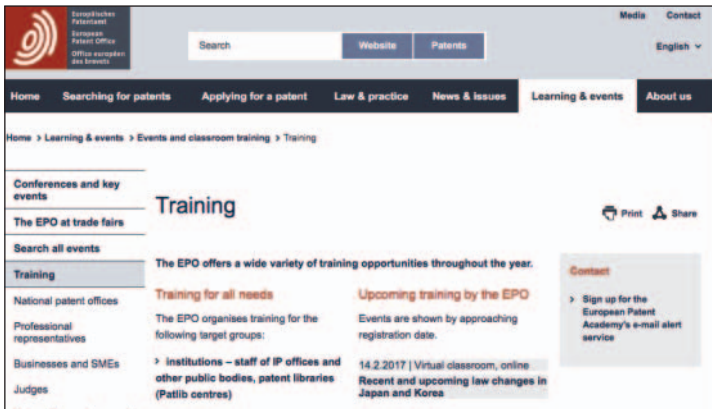 Europäisches
Patentamt
European
Patent Office
Office européen
des brevets
Media Contact
Search Website Patents
English
Home Searching for patents Applying for a patent Law & practice News & issues Learning & events About us
Home > Learning & events > Events and classroom training > Training
Conferences and key
events
The EPO at trade fairs
Search all events
Training
National patent offices
Professional
representatives
Businesses and SMEs
Judges
Training
Print Share
The EPO offers a wide variety of training opportunities throughout the year.
Training for all needs
The EPO organises training for the
following target groups:
> institutions – staff of IP offices and
other public bodies, patent libraries
(Patlib centres)
Upcoming training by the EPO
Events are shown by approaching
registration date.
14.2.2017 | Virtual classroom, online
Recent and upcoming law changes in
Japan and Korea
Contact
> Sign up for the
European Patent
Academy's e-mail alert
service